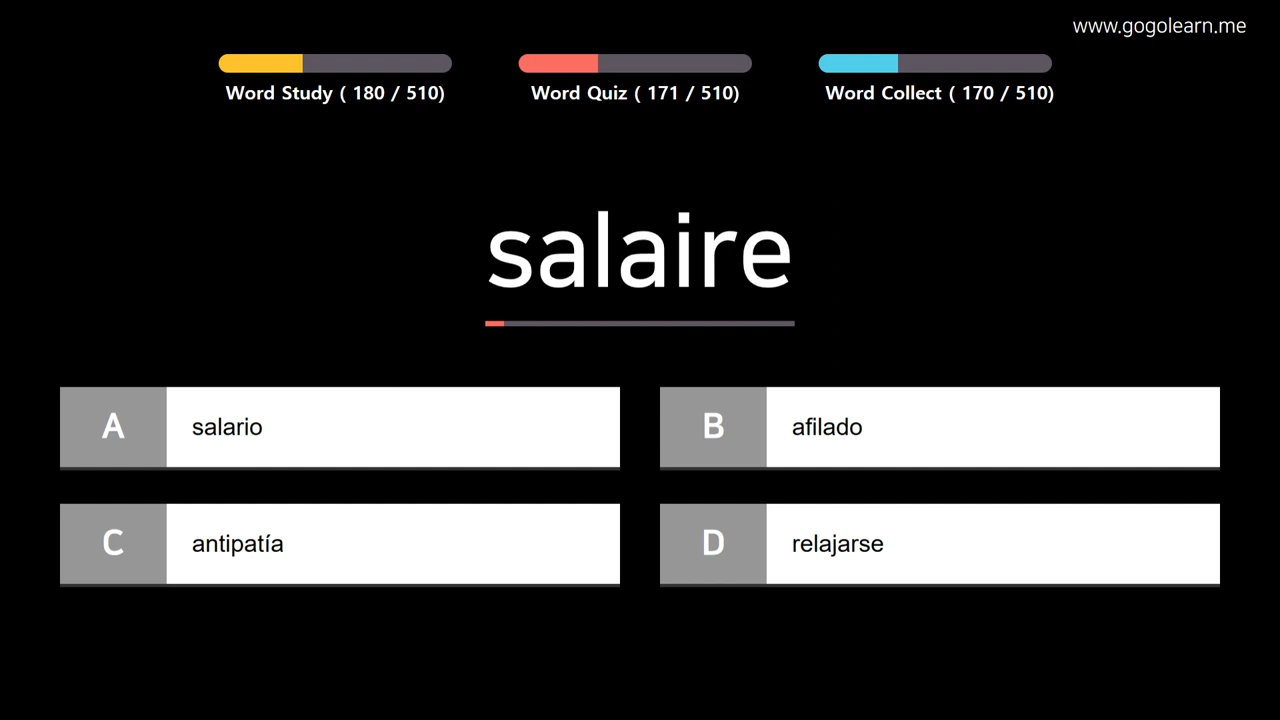 www.gogolearn.me
Word Study ( 180 / 510)
Word Quiz ( 171 / 510)
Word Collect ( 170 / 510)
salaire
A salario
B afilado
C antipatía
D relajarse